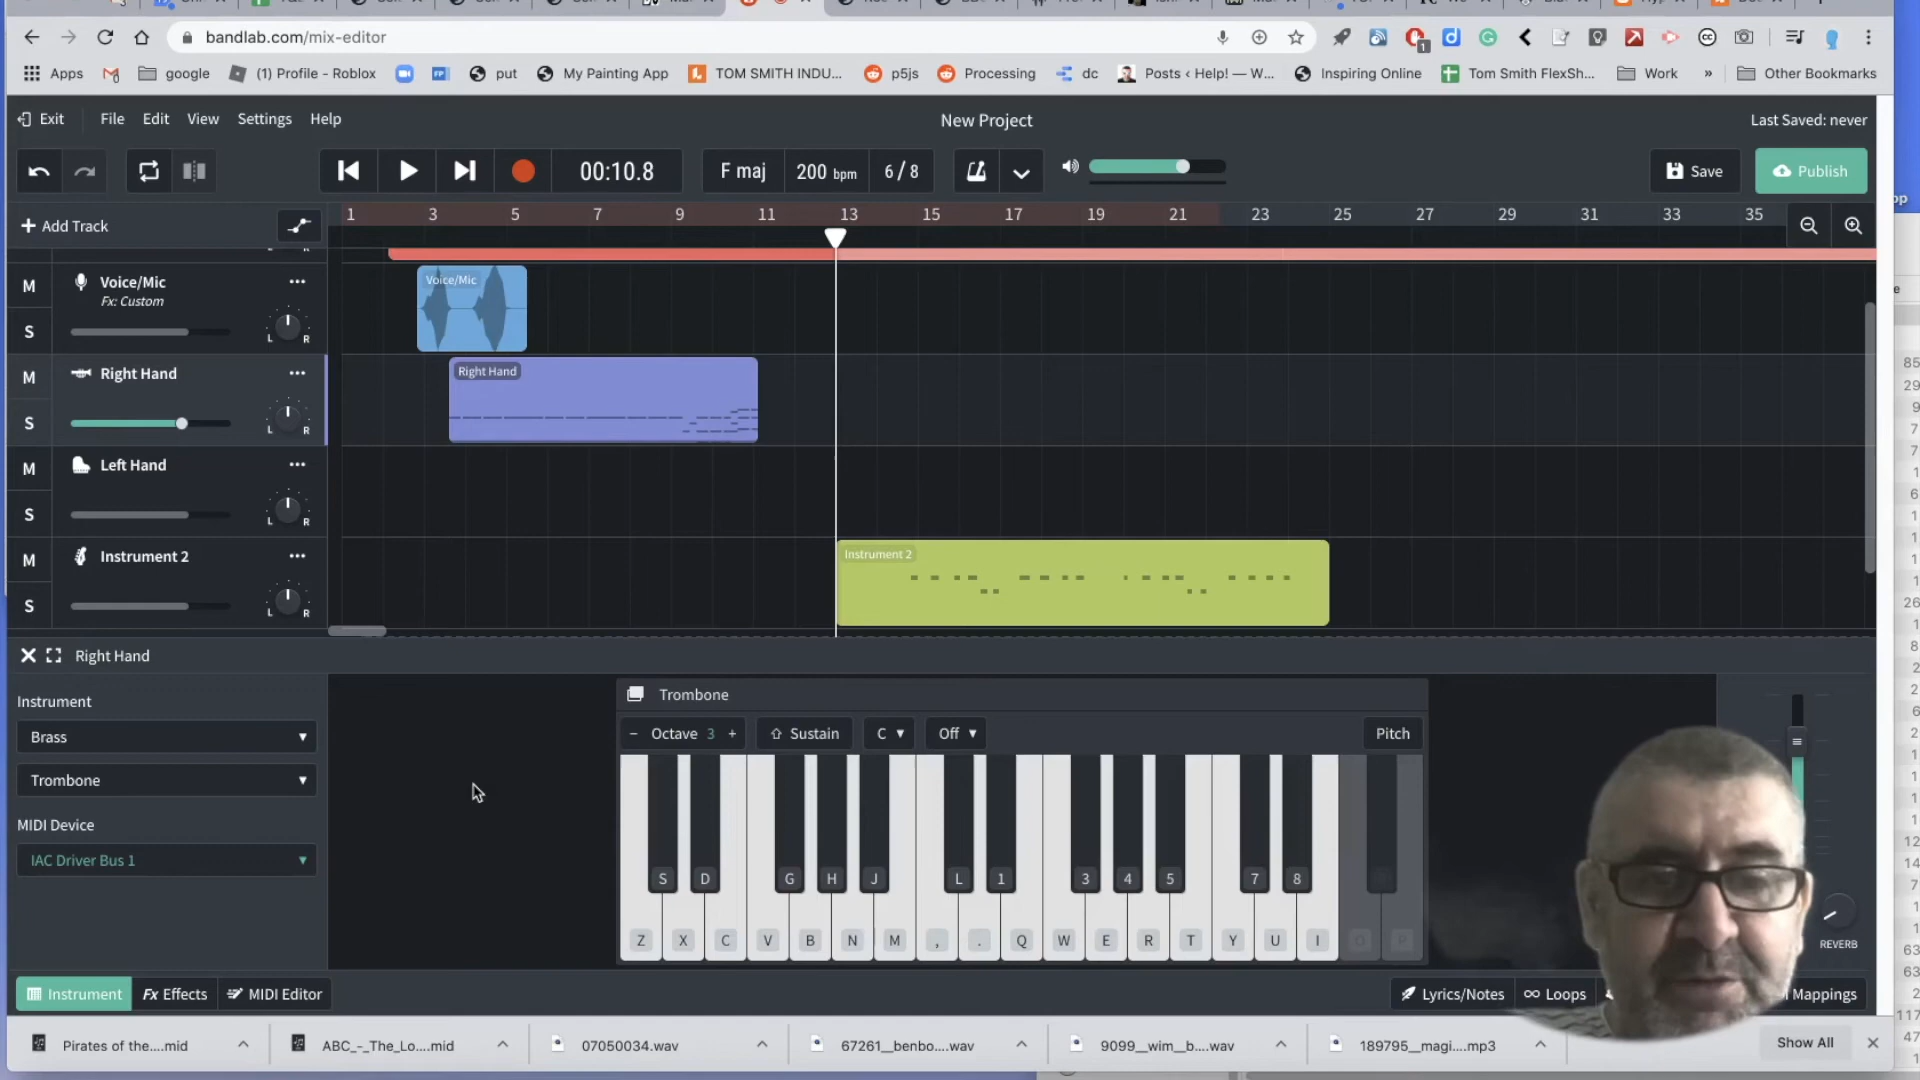 bandlab.com/mix-editor
1
Apps
google
(1) Profile - Roblox
FP
put
My Painting App
TOM SMITH INDU...
p5js
Processing
dc
Posts ‹ Help! — W...
Inspiring Online
Tom Smith FlexSh...
Work
»
Other Bookmarks
Exit
File
Edit
View
Settings
Help
New Project
Last Saved: never
00:10.8
F maj
200 bpm
6 / 8
Save
Publish
Add Track
1 3 5 7 9 11 13 15 17 19 21 23 25 27 29 31 33 35
M
Voice/Mic
Fx: Custom
S
L R
Voice/Mic
M
Right Hand
S
L R
Right Hand
M
Left Hand
S
L R
M
Instrument 2
S
L R
Instrument 2
Right Hand
Instrument
Brass
Trombone
MIDI Device
IAC Driver Bus 1
Trombone
− Octave 3 +
Sustain
C
Off
Pitch
S D G H J L 1 3 4 5 7 8
Z X C V B N M , . Q W E R T Y U I O P
REVERB
Instrument
Fx Effects
MIDI Editor
Lyrics/Notes
Loops
Mappings
Pirates of the....mid
ABC_-_The_Lo....mid
07050034.wav
67261__benbo....wav
9099__wim__b....wav
189795__magi....mp3
Show All